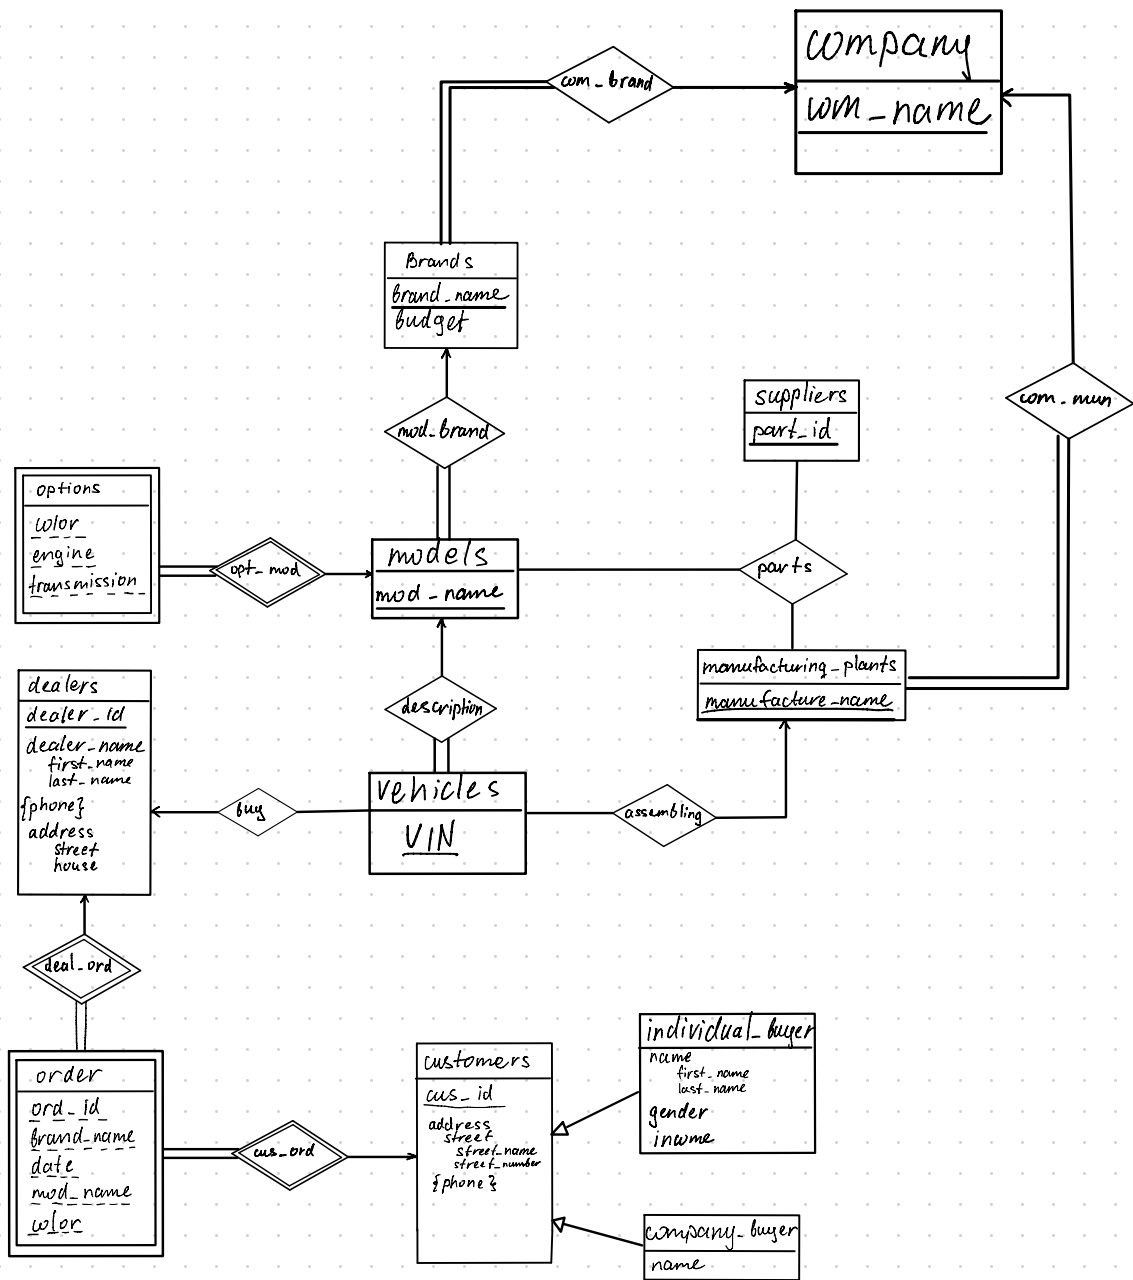 company
com_name
com_brand
Brands
brand_name
budget
mod_brand
suppliers
part_id
com_mun
options
color
engine
transmission
opt_mod
models
mod_name
parts
manufacturing_plants
manufacture_name
description
dealers
dealer_id
dealer_name
first_name
last_name
{phone}
address
street
house
buy
vehicles
VIN
assembling
deal_ord
order
ord_id
brand_name
date
mod_name
color
cus_ord
customers
cus_id
address
street
street_name
street_number
{phone}
individual_buyer
name
first_name
last_name
gender
income
company_buyer
name